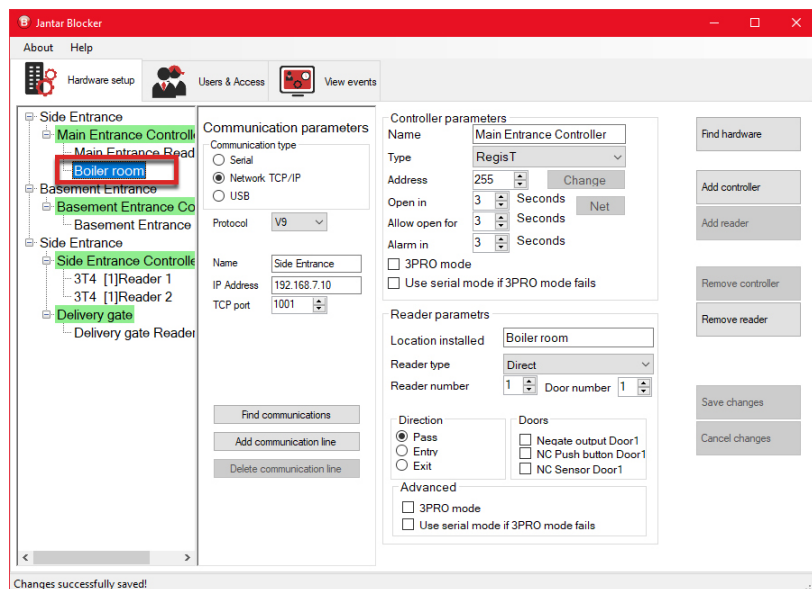 Jantar Blocker
About Help
Hardware setup
Users & Access
View events
Side Entrance
Main Entrance Controlle
Main Entrance Read
Boiler room
Basement Entrance
Basement Entrance Co
Basement Entrance
Side Entrance
Side Entrance Controlle
3T4 [1]Reader 1
3T4 [1]Reader 2
Delivery gate
Delivery gate Reader
Communication parameters
Communication type
Serial
Network TCP/IP
USB
Protocol V9
Name Side Entrance
IP Address 192.168.7.10
TCP port 1001
Find communications
Add communication line
Delete communication line
Controller parameters
Name Main Entrance Controller
Type RegisT
Address 255 Change
Open in 3 Seconds Net
Allow open for 3 Seconds
Alarm in 3 Seconds
3PRO mode
Use serial mode if 3PRO mode fails
Reader parametrs
Location installed Boiler room
Reader type Direct
Reader number 1 Door number 1
Direction
Pass
Entry
Exit
Doors
Negate output Door1
NC Push button Door1
NC Sensor Door1
Advanced
3PRO mode
Use serial mode if 3PRO mode fails
Find hardware
Add controller
Add reader
Remove controller
Remove reader
Save changes
Cancel changes
Changes successfully saved!